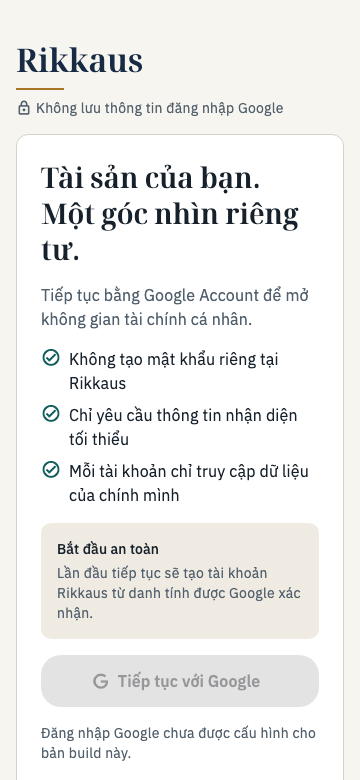 Rikkaus
Không lưu thông tin đăng nhập Google
Tài sản của bạn.
Một góc nhìn riêng
tư.
Tiếp tục bằng Google Account để mở
không gian tài chính cá nhân.
Không tạo mật khẩu riêng tại
Rikkaus
Chỉ yêu cầu thông tin nhận diện
tối thiểu
Mỗi tài khoản chỉ truy cập dữ liệu
của chính mình
Bắt đầu an toàn
Lần đầu tiếp tục sẽ tạo tài khoản
Rikkaus từ danh tính được Google xác
nhận.
Tiếp tục với Google
Đăng nhập Google chưa được cấu hình cho
bản build này.